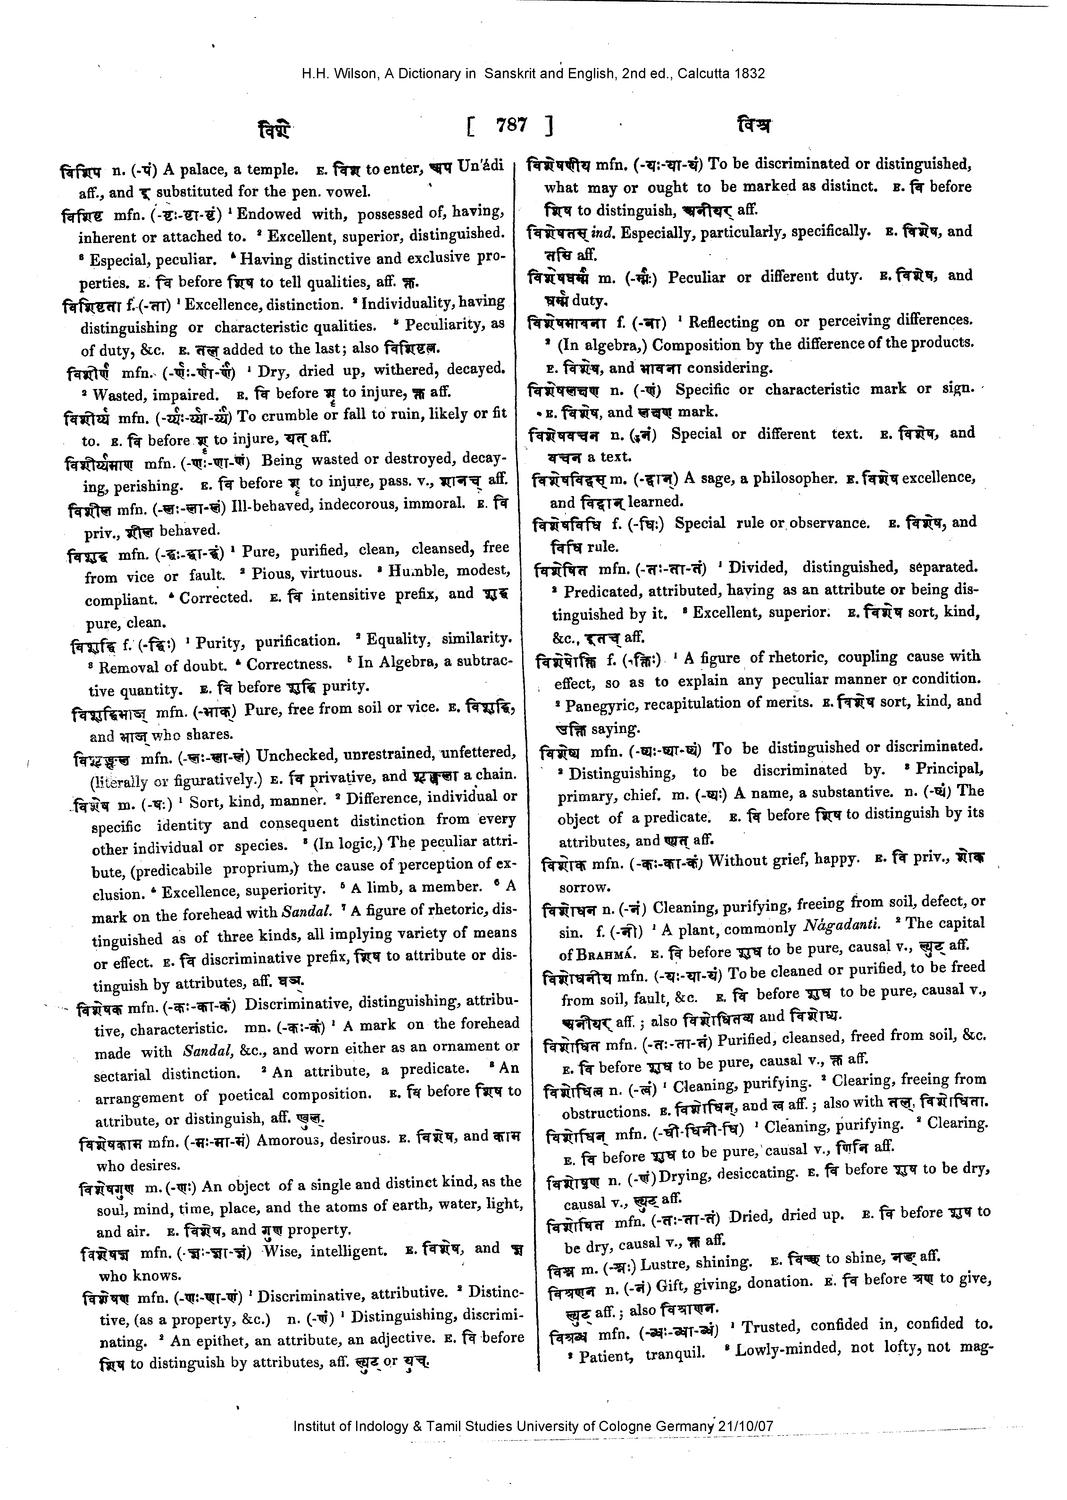 H.H. Wilson, A Dictionary in Sanskrit and English, 2nd ed., Calcutta 1832
विशे [ 787 ] विश्र
विशिप n. (-पं) A palace, a temple. E. विश to enter, कप Un'ádi
aff., and इ substituted for the pen. vowel.
विशिष्ट mfn. (-ष्टः-ष्टा-ष्टं) ¹ Endowed with, possessed of, having,
inherent or attached to. ² Excellent, superior, distinguished.
³ Especial, peculiar. ⁴ Having distinctive and exclusive pro-
perties. E. वि before शिष to tell qualities, aff. क्त.
विशिष्टता f. (-ता) ¹ Excellence, distinction. ² Individuality, having
distinguishing or characteristic qualities. ³ Peculiarity, as
of duty, &c. E. तल् added to the last; also विशिष्टत्व.
विशीर्ण mfn. (-र्णः-र्णा-र्णं) ¹ Dry, dried up, withered, decayed.
² Wasted, impaired. E. वि before शॄ to injure, क्त aff.
विशीर्य्य mfn. (-र्य्यः-र्य्या-र्य्यं) To crumble or fall to ruin, likely or fit
to. E. वि before शॄ to injure, यत् aff.
विशीर्य्यमाण mfn. (-णः-णा-णं) Being wasted or destroyed, decay-
ing, perishing. E. वि before शॄ to injure, pass. v., शानच् aff.
विशील mfn. (-लः-ला-लं) Ill-behaved, indecorous, immoral. E. वि
priv., शील behaved.
विशुद्ध mfn. (-द्धः-द्धा-द्धं) ¹ Pure, purified, clean, cleansed, free
from vice or fault. ² Pious, virtuous. ³ Humble, modest,
compliant. ⁴ Corrected. E. वि intensitive prefix, and शुद्ध
pure, clean.
विशुद्धि f. (-द्धिः) ¹ Purity, purification. ² Equality, similarity.
³ Removal of doubt. ⁴ Correctness. ⁵ In Algebra, a subtrac-
tive quantity. E. वि before शुद्धि purity.
विशुद्धिभाज् mfn. (-भाक्) Pure, free from soil or vice. E. विशुद्धि,
and भाज् who shares.
विशृङ्खल mfn. (-लः-ला-लं) Unchecked, unrestrained, unfettered,
(literally or figuratively.) E. वि privative, and शृङ्खला a chain.
विशेष m. (-षः) ¹ Sort, kind, manner. ² Difference, individual or
specific identity and consequent distinction from every
other individual or species. ³ (In logic,) The peculiar attri-
bute, (predicabile proprium,) the cause of perception of ex-
clusion. ⁴ Excellence, superiority. ⁵ A limb, a member. ⁶ A
mark on the forehead with Sandal. ⁷ A figure of rhetoric, dis-
tinguished as of three kinds, all implying variety of means
or effect. E. वि discriminative prefix, शिष to attribute or dis-
tinguish by attributes, aff. घञ्.
विशेषक mfn. (-कः-का-कं) Discriminative, distinguishing, attribu-
tive, characteristic. mn. (-कः-कं) ¹ A mark on the forehead
made with Sandal, &c., and worn either as an ornament or
sectarial distinction. ² An attribute, a predicate. ³ An
arrangement of poetical composition. E. वि before शिष to
attribute, or distinguish, aff. ण्वुल्.
विशेषकाम mfn. (-मः-मा-मं) Amorous, desirous. E. विशेष, and काम
who desires.
विशेषगुण m. (-णः) An object of a single and distinct kind, as the
soul, mind, time, place, and the atoms of earth, water, light,
and air. E. विशेष, and गुण property.
विशेषज्ञ mfn. (-ज्ञः-ज्ञा-ज्ञं) Wise, intelligent. E. विशेष, and ज्ञ
who knows.
विशेषण mfn. (-णः-णा-णं) ¹ Discriminative, attributive. ² Distinc-
tive, (as a property, &c.) n. (-णं) ¹ Distinguishing, discrimi-
nating. ² An epithet, an attribute, an adjective. E. वि before
शिष to distinguish by attributes, aff. ल्युट् or युच्.
विशेषणीय mfn. (-यः-या-यं) To be discriminated or distinguished,
what may or ought to be marked as distinct. E. वि before
शिष to distinguish, अनीयर् aff.
विशेषतस् ind. Especially, particularly, specifically. E. विशेष, and
तसि aff.
विशेषधर्म्म m. (-र्म्मः) Peculiar or different duty. E. विशेष, and
धर्म्म duty.
विशेषभावना f. (-ना) ¹ Reflecting on or perceiving differences.
² (In algebra,) Composition by the difference of the products.
E. विशेष, and भावना considering.
विशेषलक्षण n. (-णं) Specific or characteristic mark or sign.
E. विशेष, and लक्षण mark.
विशेषवचन n. (-नं) Special or different text. E. विशेष, and
वचन a text.
विशेषविद्वस् m. (-द्वान्) A sage, a philosopher. E. विशेष excellence,
and विद्वान् learned.
विशेषविधि f. (-धिः) Special rule or observance. E. विशेष, and
विधि rule.
विशेषित mfn. (-तः-ता-तं) ¹ Divided, distinguished, separated.
² Predicated, attributed, having as an attribute or being dis-
tinguished by it. ³ Excellent, superior. E. विशेष sort, kind,
&c., इतच् aff.
विशेषोक्ति f. (-क्तिः) ¹ A figure of rhetoric, coupling cause with
effect, so as to explain any peculiar manner or condition.
² Panegyric, recapitulation of merits. E. विशेष sort, kind, and
उक्ति saying.
विशेष्य mfn. (-ष्यः-ष्या-ष्यं) To be distinguished or discriminated.
² Distinguishing, to be discriminated by. ³ Principal,
primary, chief. m. (-ष्यः) A name, a substantive. n. (-ष्यं) The
object of a predicate. E. वि before शिष to distinguish by its
attributes, and ण्यत् aff.
विशोक mfn. (-कः-का-कं) Without grief, happy. E. वि priv., शोक
sorrow.
विशोधन n. (-नं) Cleaning, purifying, freeing from soil, defect, or
sin. f. (-नी) ¹ A plant, commonly Nágadanti. ² The capital
of BRAHMÁ. E. वि before शुध to be pure, causal v., ल्युट् aff.
विशोधनीय mfn. (-यः-या-यं) To be cleaned or purified, to be freed
from soil, fault, &c. E. वि before शुध to be pure, causal v.,
अनीयर् aff.; also विशोधितव्य and विशोध्य.
विशोधित mfn. (-तः-ता-तं) Purified, cleansed, freed from soil, &c.
E. वि before शुध to be pure, causal v., क्त aff.
विशोधित्व n. (-त्वं) ¹ Cleaning, purifying. ² Clearing, freeing from
obstructions. E. विशोधिन्, and त्व aff.; also with तल्, विशोधिता.
विशोधिन् mfn. (-धी-धिनी-धि) ¹ Cleaning, purifying. ² Clearing.
E. वि before शुध to be pure, causal v., णिनि aff.
विशोषण n. (-णं) Drying, desiccating. E. वि before शुष to be dry,
causal v., ल्युट् aff.
विशोषित mfn. (-तः-ता-तं) Dried, dried up. E. वि before शुष to
be dry, causal v., क्त aff.
विश्न m. (-श्नः) Lustre, shining. E. विच्छ to shine, नङ् aff.
विश्रणन n. (-नं) Gift, giving, donation. E. वि before श्रण to give,
ल्युट् aff.; also विश्राणन.
विश्रब्ध mfn. (-ब्धः-ब्धा-ब्धं) ¹ Trusted, confided in, confided to.
² Patient, tranquil. ³ Lowly-minded, not lofty, not mag-
Institut of Indology & Tamil Studies University of Cologne Germany 21/10/07